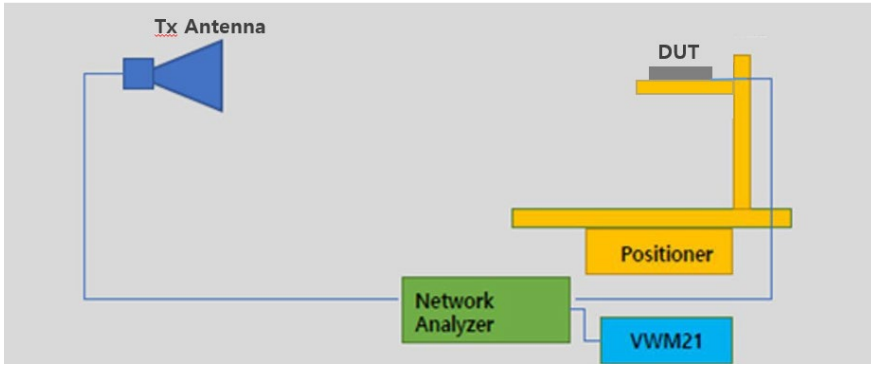 Tx Antenna
DUT
Positioner
Network
Analyzer
VWM21